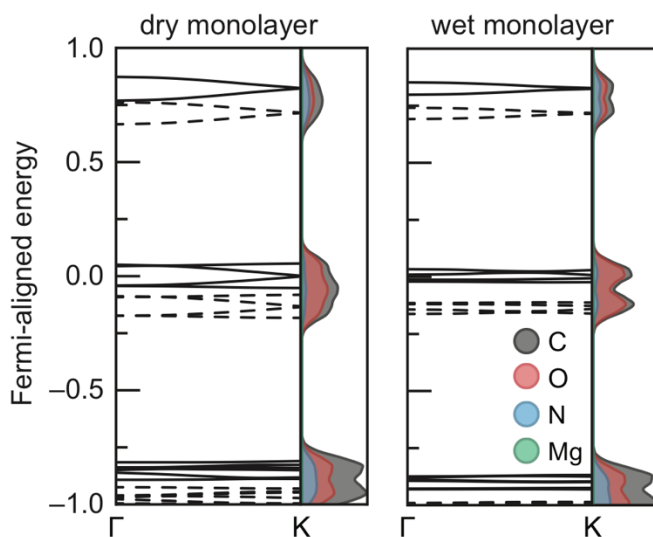 dry monolayer
wet monolayer
Fermi-aligned energy
1.0
0.5
0.0
–0.5
–1.0
C
O
N
Mg
Γ K
Γ K